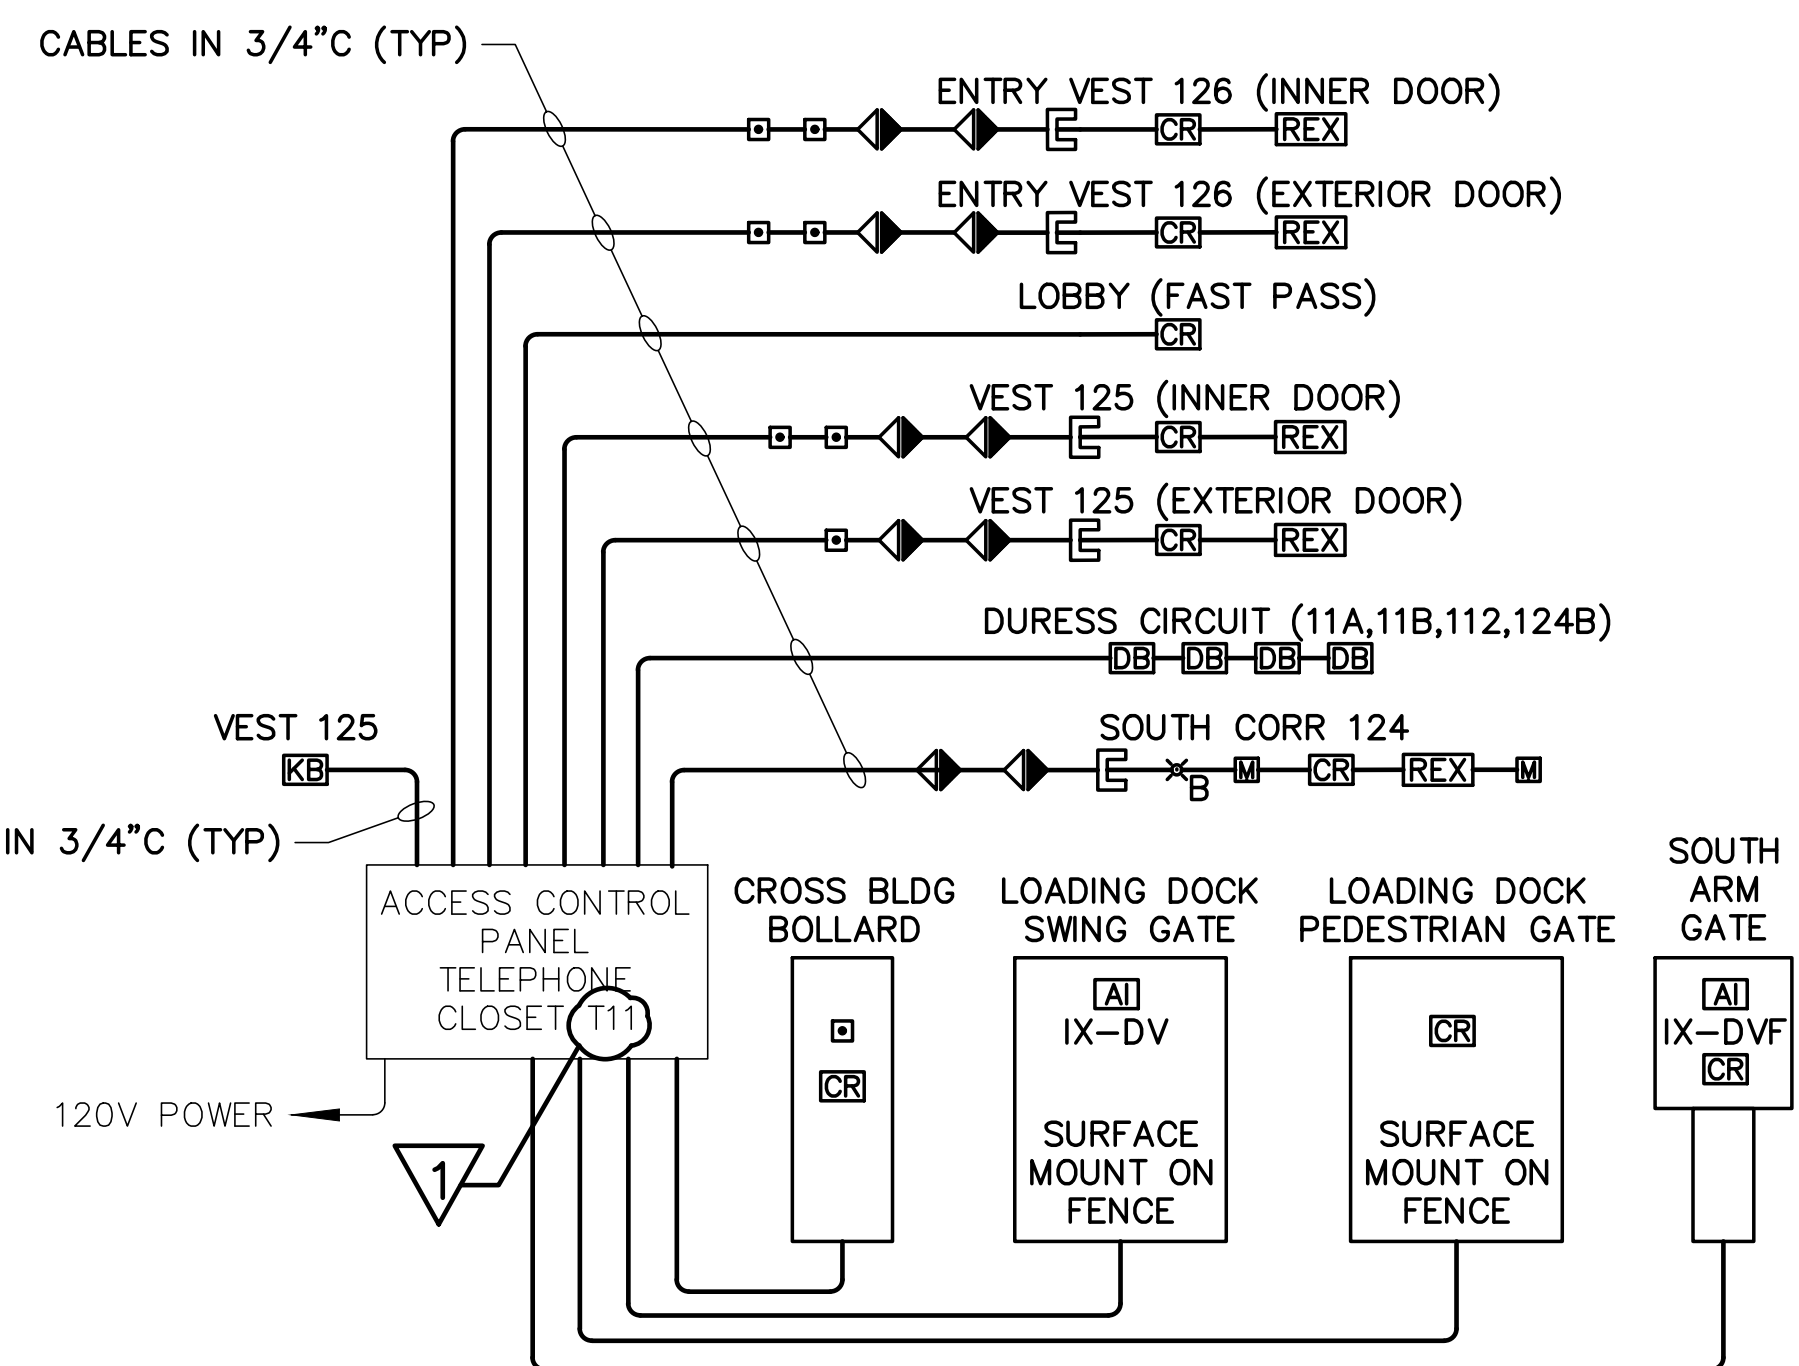 CABLES IN 3/4”C (TYP)
ENTRY VEST 126 (INNER DOOR)
CR REX
ENTRY VEST 126 (EXTERIOR DOOR)
CR REX
LOBBY (FAST PASS)
CR
VEST 125 (INNER DOOR)
CR REX
VEST 125 (EXTERIOR DOOR)
CR REX
DURESS CIRCUIT (11A,11B,112,124B)
DB DB DB DB
VEST 125
KB
SOUTH CORR 124
B M CR REX M
IN 3/4”C (TYP)
ACCESS CONTROL
PANEL
TELEPHONE
CLOSET T11
120V POWER
1
CROSS BLDG
BOLLARD
CR
LOADING DOCK
SWING GATE
AI
IX-DV
SURFACE
MOUNT ON
FENCE
LOADING DOCK
PEDESTRIAN GATE
CR
SURFACE
MOUNT ON
FENCE
SOUTH
ARM
GATE
AI
IX-DVF
CR